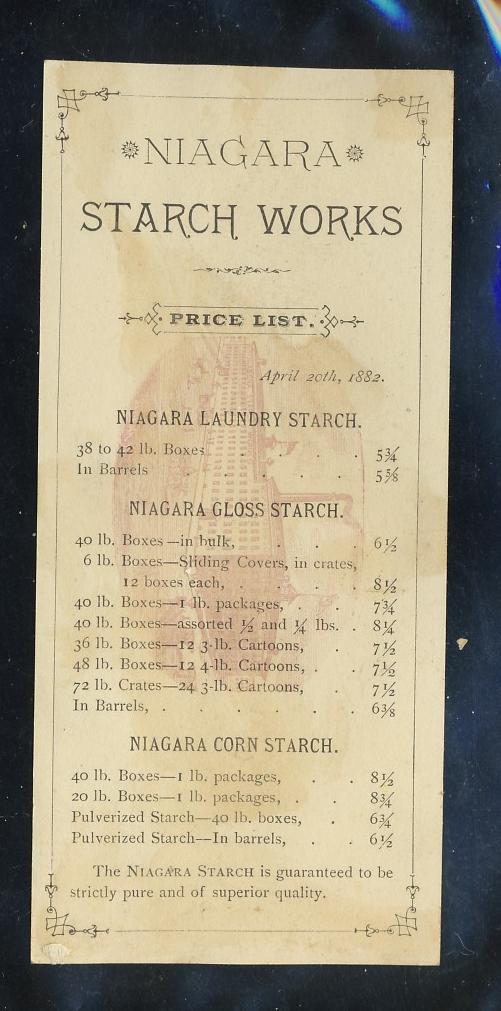 NIAGARA
STARCH WORKS
PRICE LIST.
April 20th, 1882.
NIAGARA LAUNDRY STARCH.
38 to 42 lb. Boxes . . . . 5¾
In Barrels . . . . . 5⅝
NIAGARA GLOSS STARCH.
40 lb. Boxes—in bulk, . . . 6½
6 lb. Boxes—Sliding Covers, in crates,
12 boxes each, . . . . 8½
40 lb. Boxes—1 lb. packages, . . 7¾
40 lb. Boxes—assorted ½ and ¼ lbs. . 8¼
36 lb. Boxes—12 3-lb. Cartoons, . 7½
48 lb. Boxes—12 4-lb. Cartoons, . . 7½
72 lb. Crates—24 3-lb. Cartoons, . 7½
In Barrels, . . . . . . 6⅜
NIAGARA CORN STARCH.
40 lb. Boxes—1 lb. packages, . . 8½
20 lb. Boxes—1 lb. packages, . . 8¾
Pulverized Starch—40 lb. boxes, . 6¾
Pulverized Starch—In barrels, . . 6½
The NIAGARA STARCH is guaranteed to be
strictly pure and of superior quality.